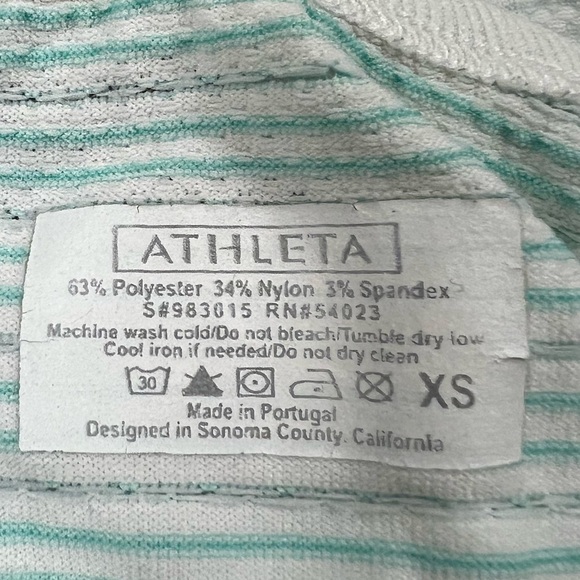 ATHLETA
63% Polyester 34% Nylon 3% Spandex
S#983015 RN#54023
Machine wash cold/Do not bleach/Tumble dry low
Cool iron if needed/Do not dry clean
30 XS
Made in Portugal
Designed in Sonoma County. California